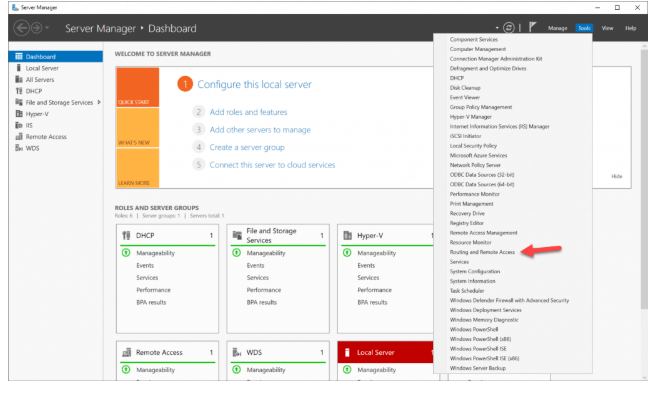 Server Manager
Server Manager • Dashboard
Manage
Tools
View
Help
Dashboard
Local Server
All Servers
DHCP
File and Storage Services
Hyper-V
IIS
Remote Access
WDS
WELCOME TO SERVER MANAGER
QUICK START
WHAT'S NEW
LEARN MORE
1 Configure this local server
2 Add roles and features
3 Add other servers to manage
4 Create a server group
5 Connect this server to cloud services
Hide
ROLES AND SERVER GROUPS
Roles: 6 | Server groups: 1 | Servers total: 1
DHCP 1
Manageability
Events
Services
Performance
BPA results
File and Storage Services 1
Manageability
Events
Services
Performance
BPA results
Hyper-V
Manageability
Events
Services
Performance
BPA results
Remote Access 1
Manageability
WDS 1
Manageability
Local Server
Manageability
Component Services
Computer Management
Connection Manager Administration Kit
Defragment and Optimize Drives
DHCP
Disk Cleanup
Event Viewer
Group Policy Management
Hyper-V Manager
Internet Information Services (IIS) Manager
iSCSI Initiator
Local Security Policy
Microsoft Azure Services
Network Policy Server
ODBC Data Sources (32-bit)
ODBC Data Sources (64-bit)
Performance Monitor
Print Management
Recovery Drive
Registry Editor
Remote Access Management
Resource Monitor
Routing and Remote Access
Services
System Configuration
System Information
Task Scheduler
Windows Defender Firewall with Advanced Security
Windows Deployment Services
Windows Memory Diagnostic
Windows PowerShell
Windows PowerShell (x86)
Windows PowerShell ISE
Windows PowerShell ISE (x86)
Windows Server Backup